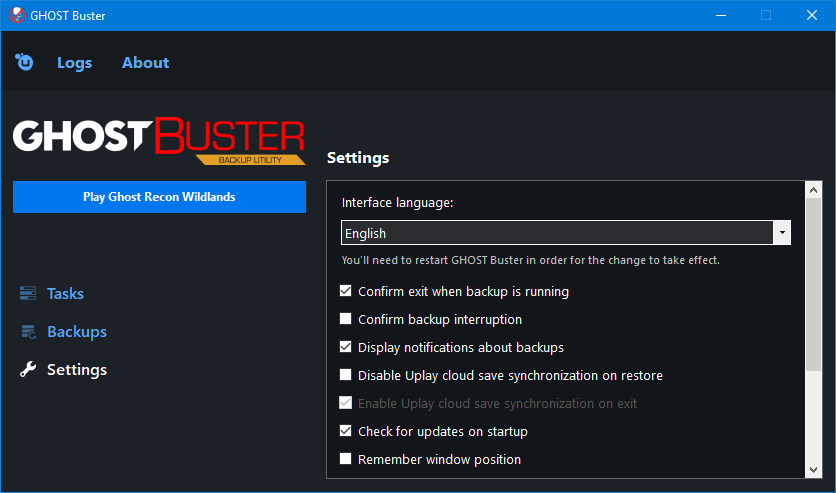 GHOST Buster
Logs
About
GHOST BUSTER
BACKUP UTILITY
Play Ghost Recon Wildlands
Tasks
Backups
Settings
Settings
Interface language:
English
You'll need to restart GHOST Buster in order for the change to take effect.
Confirm exit when backup is running
Confirm backup interruption
Display notifications about backups
Disable Uplay cloud save synchronization on restore
Enable Uplay cloud save synchronization on exit
Check for updates on startup
Remember window position